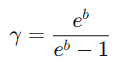 γ = e^b / (e^b − 1)